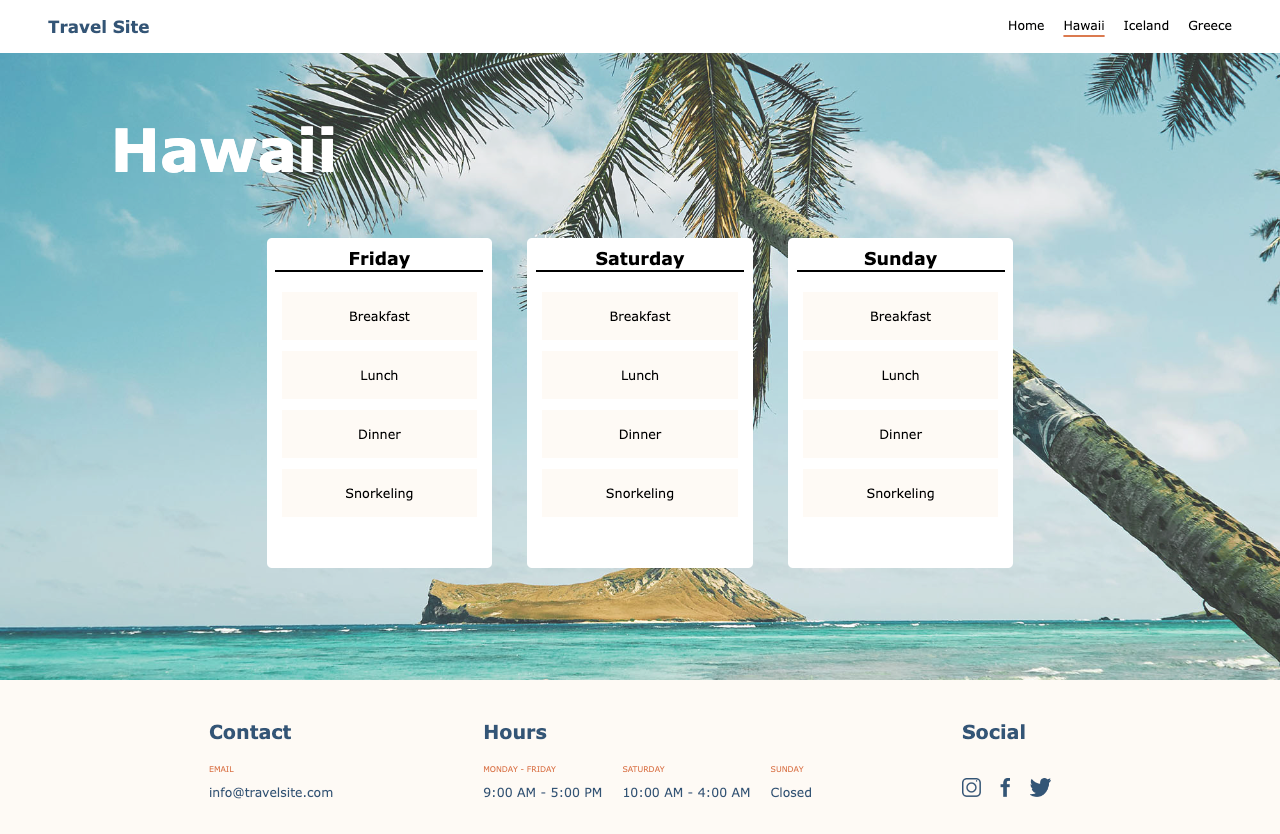 Travel Site
Home Hawaii Iceland Greece
Hawaii
Friday
Breakfast
Lunch
Dinner
Snorkeling
Saturday
Breakfast
Lunch
Dinner
Snorkeling
Sunday
Breakfast
Lunch
Dinner
Snorkeling
Contact
EMAIL
info@travelsite.com
Hours
MONDAY - FRIDAY
9:00 AM - 5:00 PM
SATURDAY
10:00 AM - 4:00 AM
SUNDAY
Closed
Social